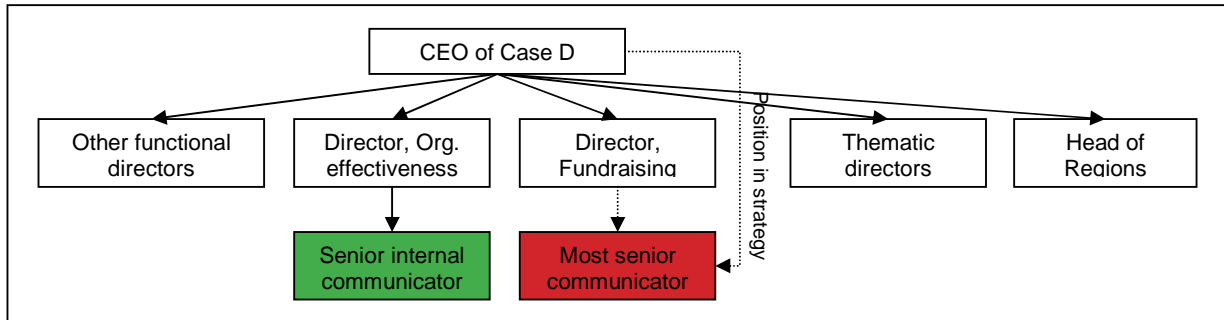 CEO of Case D
Position in strategy
Other functional
directors
Director, Org.
effectiveness
Director,
Fundraising
Thematic
directors
Head of
Regions
Senior internal
communicator
Most senior
communicator